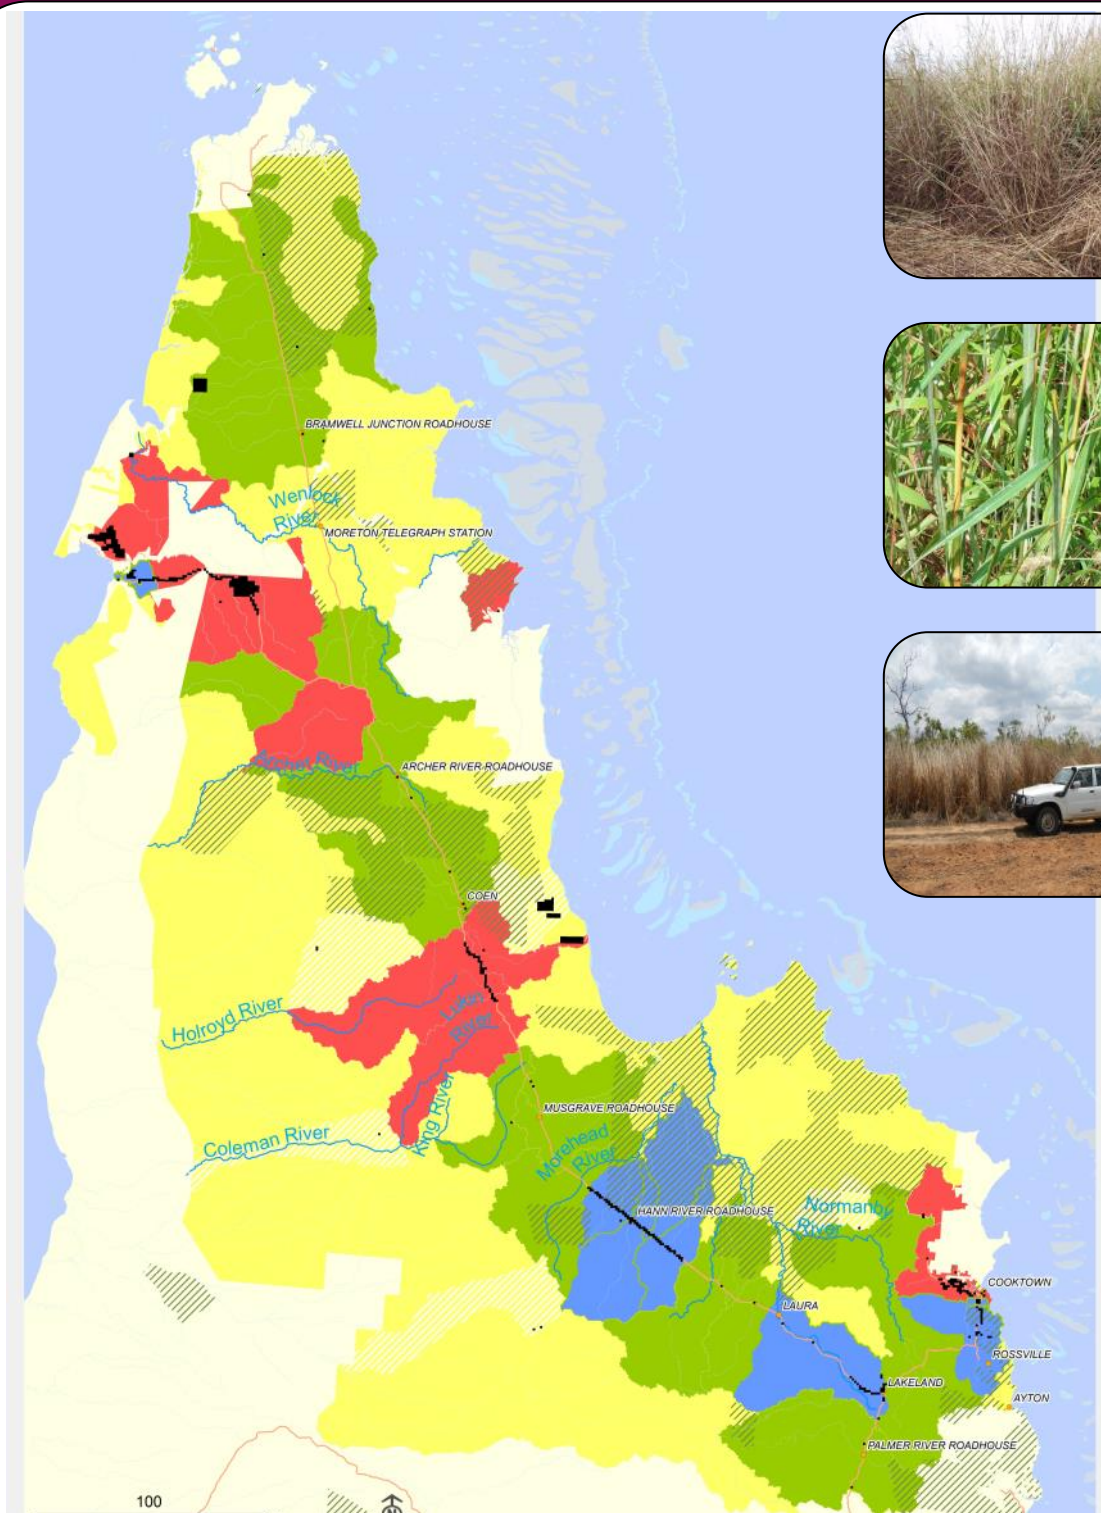 BRAMWELL JUNCTION ROADHOUSE
Wenlock
River
MORETON TELEGRAPH STATION
Archer River
ARCHER RIVER ROADHOUSE
COEN
Holroyd River
Lukin
River
King River
MUSGRAVE ROADHOUSE
Coleman River
Morehead
River
HANN RIVER ROADHOUSE
Normanby
River
COOKTOWN
LAURA
ROSSVILLE
LAKELAND
AYTON
PALMER RIVER ROADHOUSE
100
N